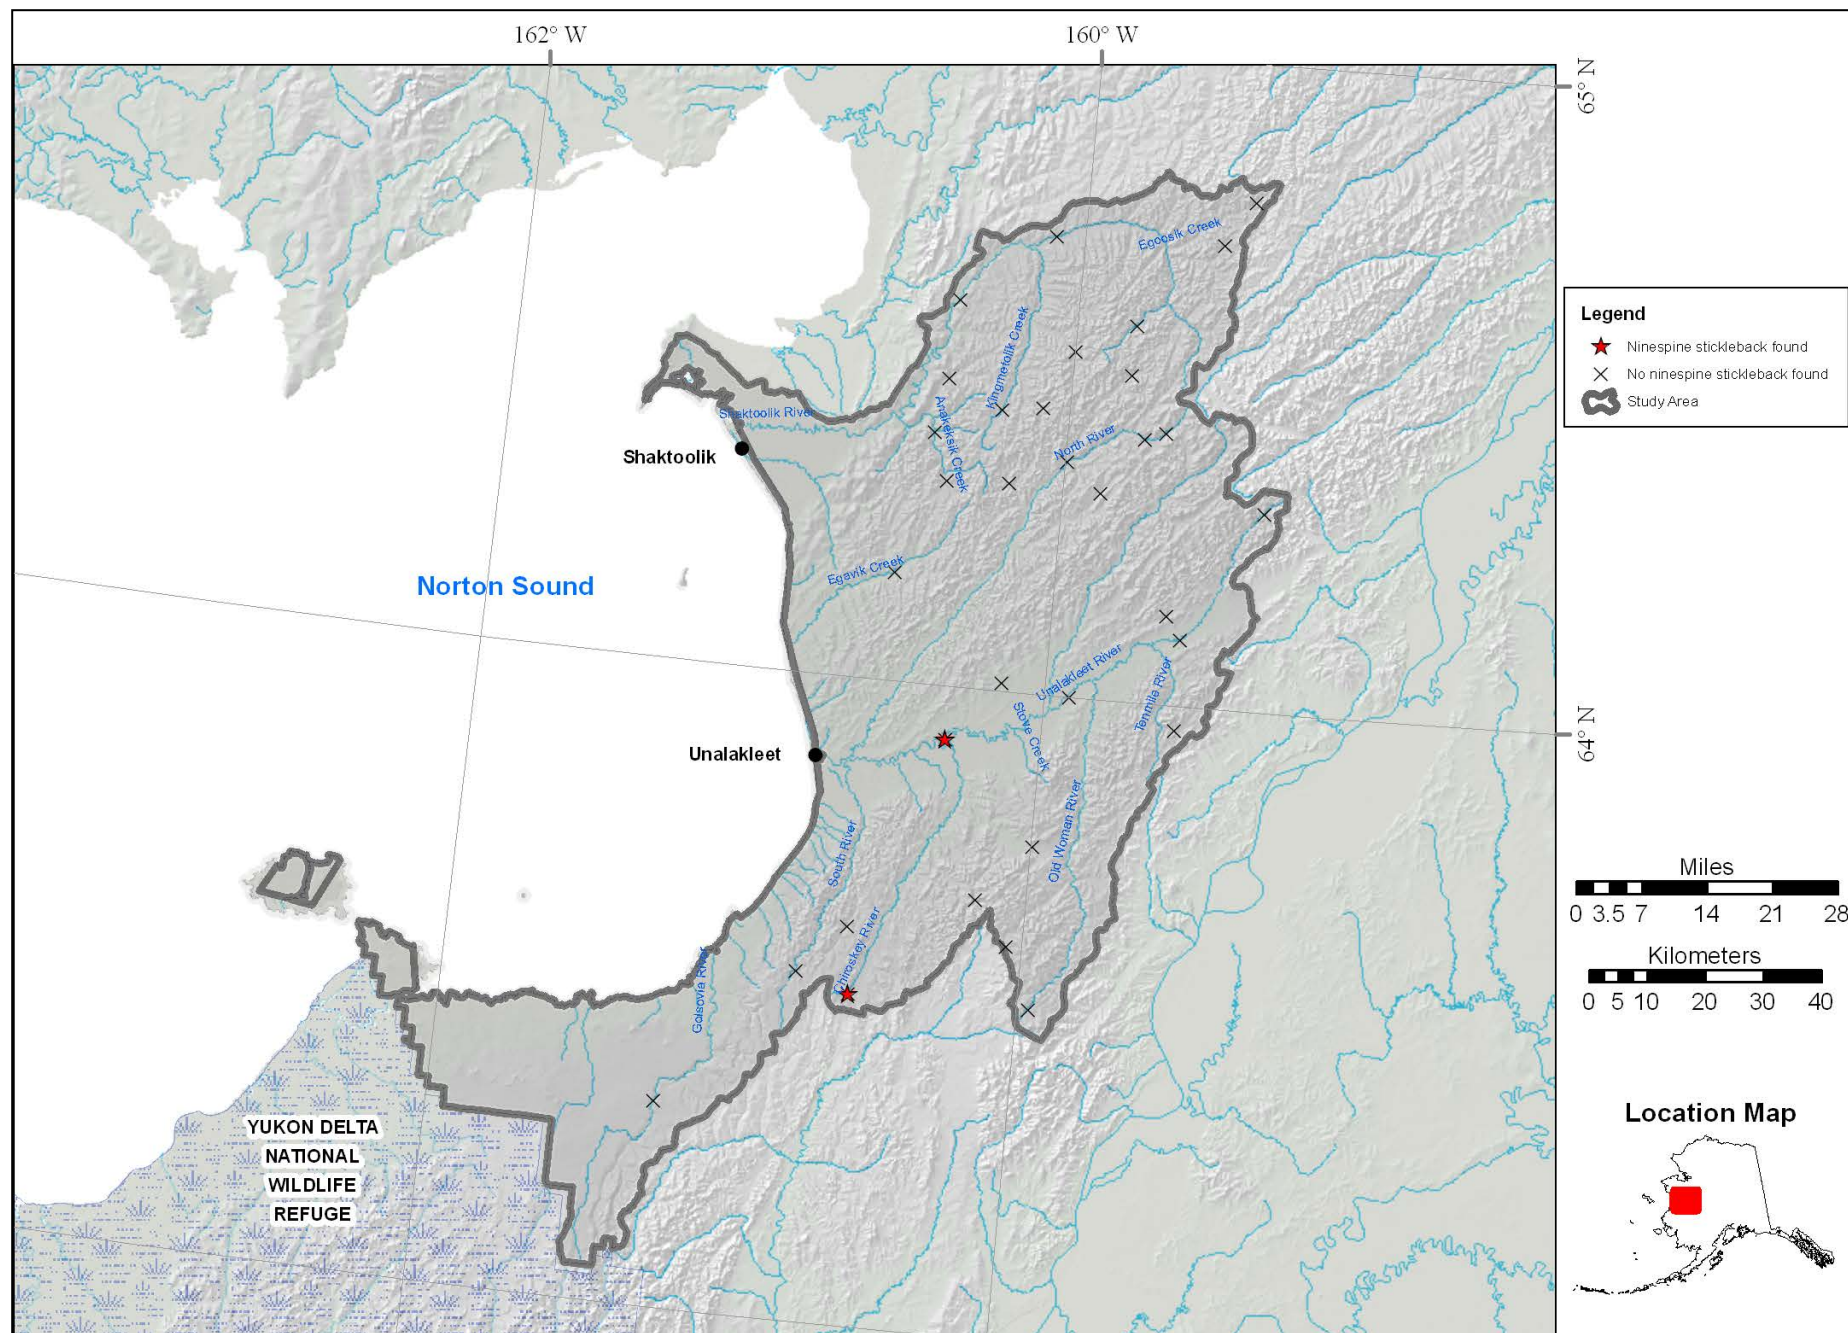 162° W
160° W
65° N
Egoosik Creek
Kingmetolik Creek
Legend
Ninespine stickleback found
No ninespine stickleback found
Study Area
Shaktoolik River
Anakeksik Creek
North River
Shaktoolik
Egavik Creek
Norton Sound
Unalakleet River
Tenmile River
Stove Creek
64° N
Unalakleet
Old Woman River
South River
Chiroskey River
Golsovia River
Miles
0 3.5 7 14 21 28
Kilometers
0 5 10 20 30 40
YUKON DELTA
NATIONAL
WILDLIFE
REFUGE
Location Map